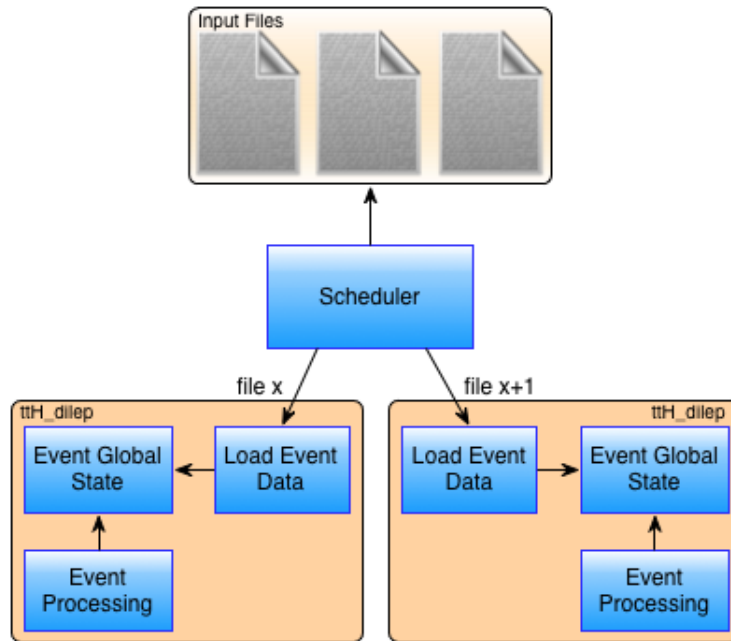 Input Files
Scheduler
file x
file x+1
ttH_dilep
Event Global
State
Load Event
Data
Event
Processing
ttH_dilep
Load Event
Data
Event Global
State
Event
Processing